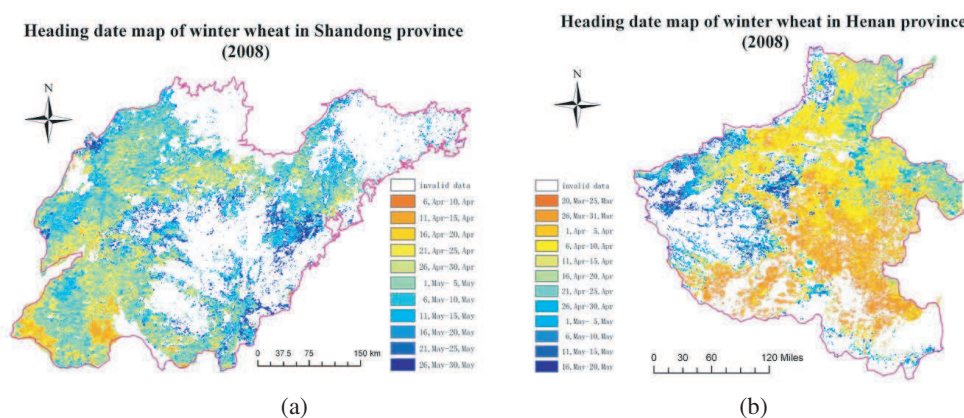 Heading date map of winter wheat in Shandong province
(2008)
N
invalid data
6, Apr-10, Apr
11, Apr-15, Apr
16, Apr-20, Apr
21, Apr-25, Apr
26, Apr-30, Apr
1, May- 5, May
6, May-10, May
11, May-15, May
16, May-20, May
21, May-25, May
26, May-30, May
0 37.5 75 150 km
(a)
Heading date map of winter wheat in Henan province
(2008)
N
invalid data
20, Mar-25, Mar
26, Mar-31, Mar
1, Apr- 5, Apr
6, Apr-10, Apr
11, Apr-15, Apr
16, Apr-20, Apr
21, Apr-25, Apr
26, Apr-30, Apr
1, May- 5, May
6, May-10, May
11, May-15, May
16, May-20, May
0 30 60 120 Miles
(b)